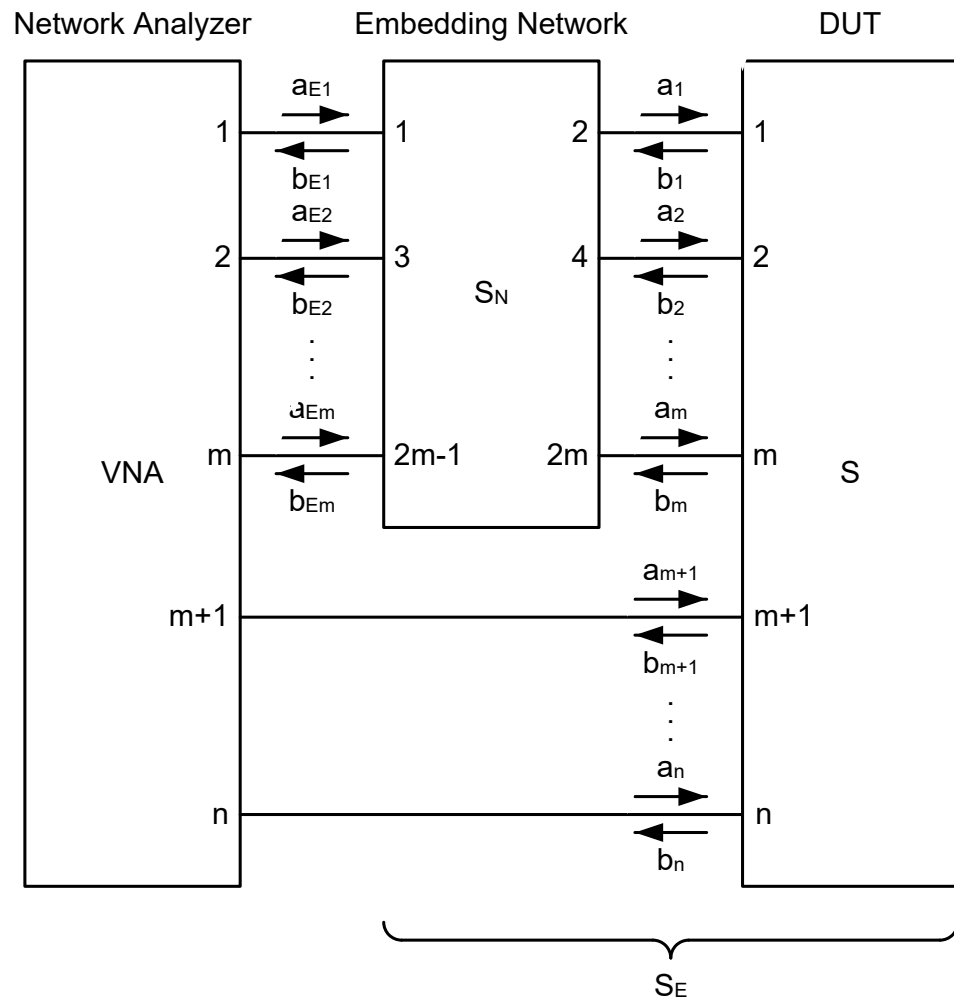 Network Analyzer Embedding Network DUT
aE1 a1
1 1 2 1
bE1 b1
aE2 a2
2 3 4 2
bE2 b2
SN
aEm am
m 2m-1 2m m
VNA S
bEm bm
am+1
m+1 m+1
bm+1
an
n n
bn
SE